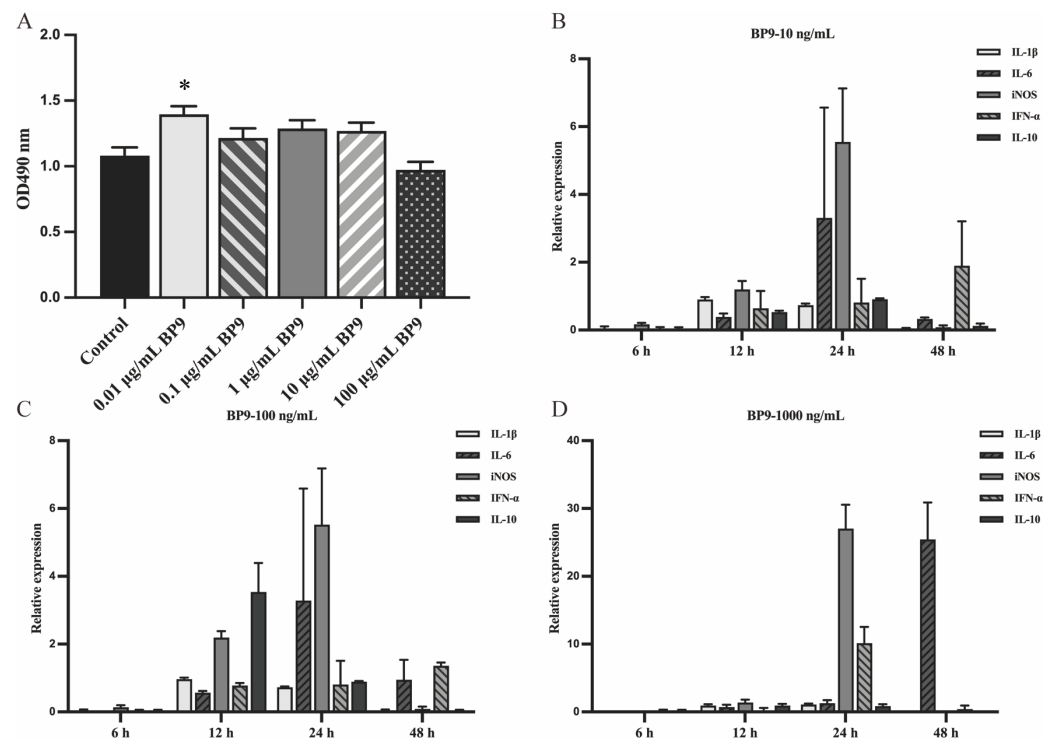 A
2.0
1.5
1.0
0.5
0.0
OD490 nm
*
Control
0.01 µg/mL BP9
0.1 µg/mL BP9
1 µg/mL BP9
10 µg/mL BP9
100 µg/mL BP9
B
BP9-10 ng/mL
8
6
4
2
0
Relative expression
6 h
12 h
24 h
48 h
IL-1β
IL-6
iNOS
IFN-α
IL-10
C
BP9-100 ng/mL
8
6
4
2
0
Relative expression
6 h
12 h
24 h
48 h
IL-1β
IL-6
iNOS
IFN-α
IL-10
D
BP9-1000 ng/mL
40
30
20
10
0
Relative expression
6 h
12 h
24 h
48 h
IL-1β
IL-6
iNOS
IFN-α
IL-10